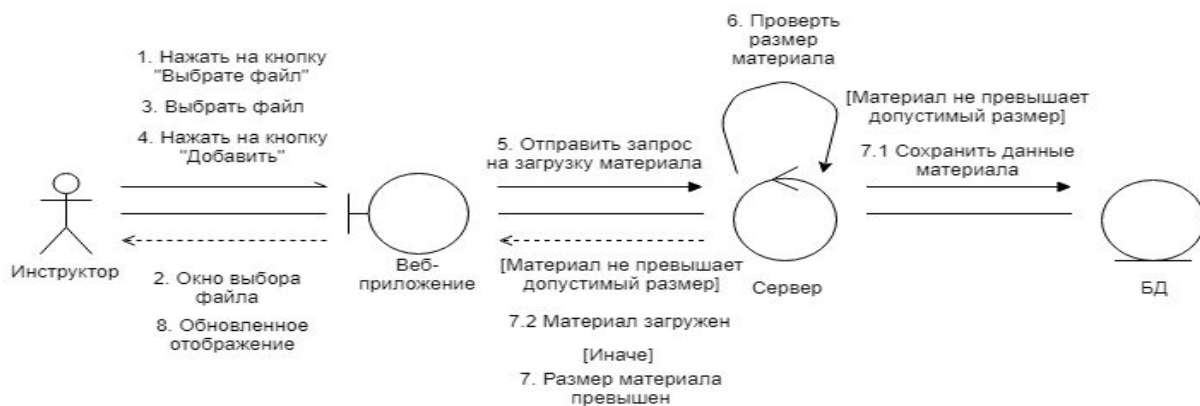 1. Нажать на кнопку
"Выбрате файл"
3. Выбрать файл
4. Нажать на кнопку
"Добавить"
Инструктор
2. Окно выбора
файла
8. Обновленное
отображение
Веб-
приложение
5. Отправить запрос
на загрузку материала
[Материал не превышает
допустимый размер]
7.2 Материал загружен
[Иначе]
7. Размер материала
превышен
6. Проверть
размер
материала
Сервер
[Материал не превышает
допустимый размер]
7.1 Сохранить данные
материала
БД